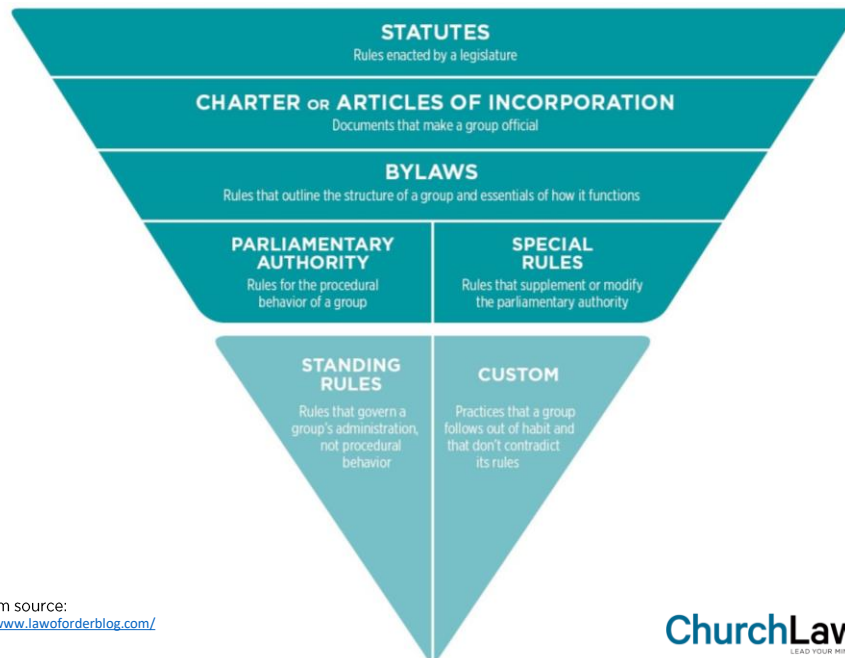 STATUTES
Rules enacted by a legislature
CHARTER OR ARTICLES OF INCORPORATION
Documents that make a group official
BYLAWS
Rules that outline the structure of a group and essentials of how it functions
PARLIAMENTARY
AUTHORITY
Rules for the procedural
behavior of a group
SPECIAL
RULES
Rules that supplement or modify
the parliamentary authority
STANDING
RULES
Rules that govern a
group's administration,
not procedural
behavior
CUSTOM
Practices that a group
follows out of habit and
that don't contradict
its rules
m source:
www.lawoforderblog.com/
ChurchLaw
LEAD YOUR MIN